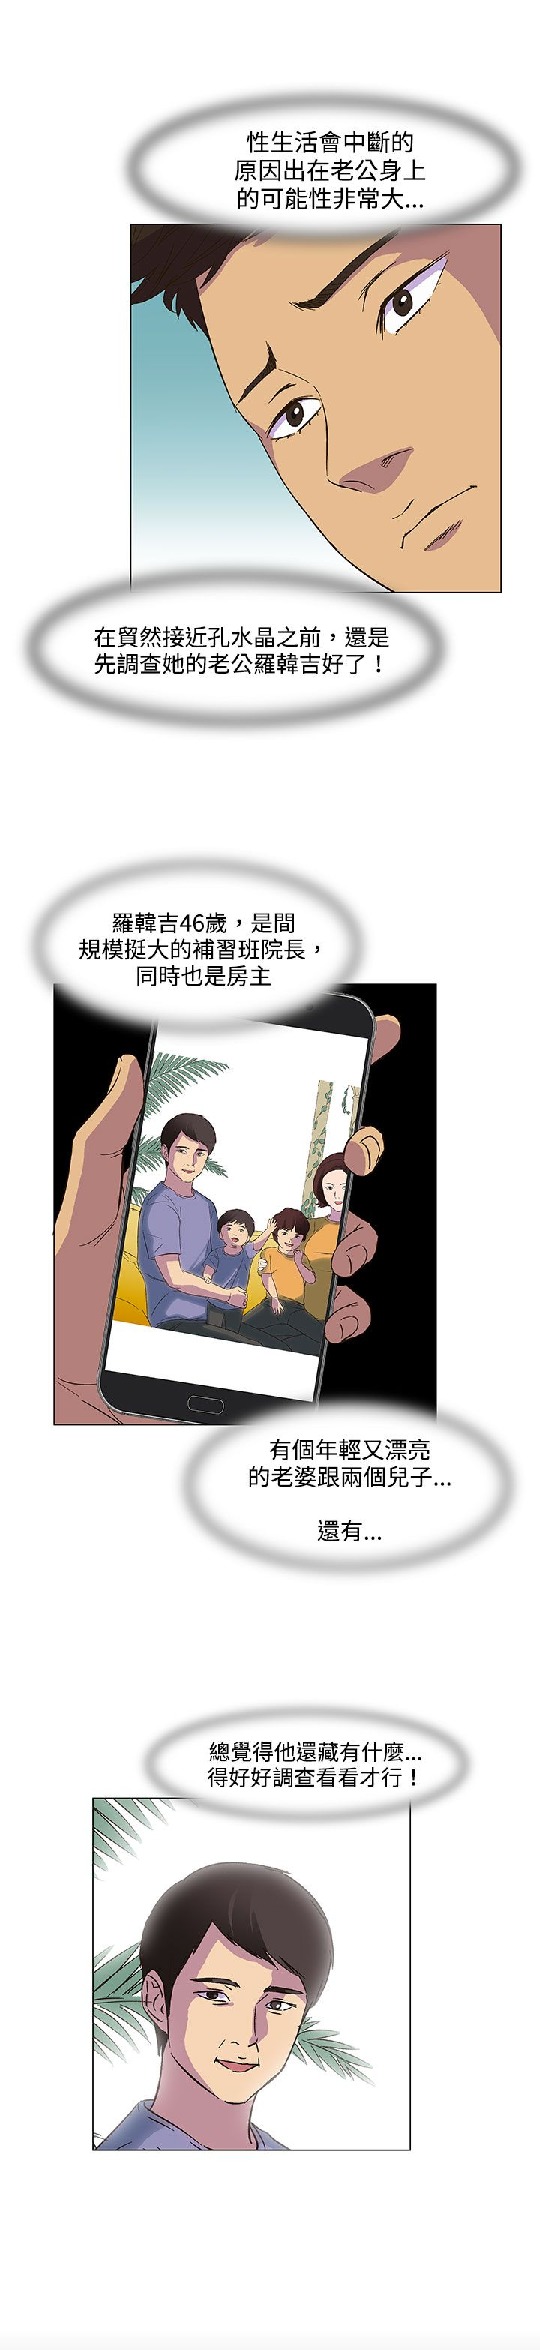 性生活會中斷的
原因出在老公身上
的可能性非常大...
在貿然接近孔水晶之前，還是
先調查她的老公羅韓吉好了！
羅韓吉46歲，是間
規模挺大的補習班院長，
同時也是房主
有個年輕又漂亮
的老婆跟兩個兒子...
還有...
總覺得他還藏有什麼...
得好好調查看看才行！